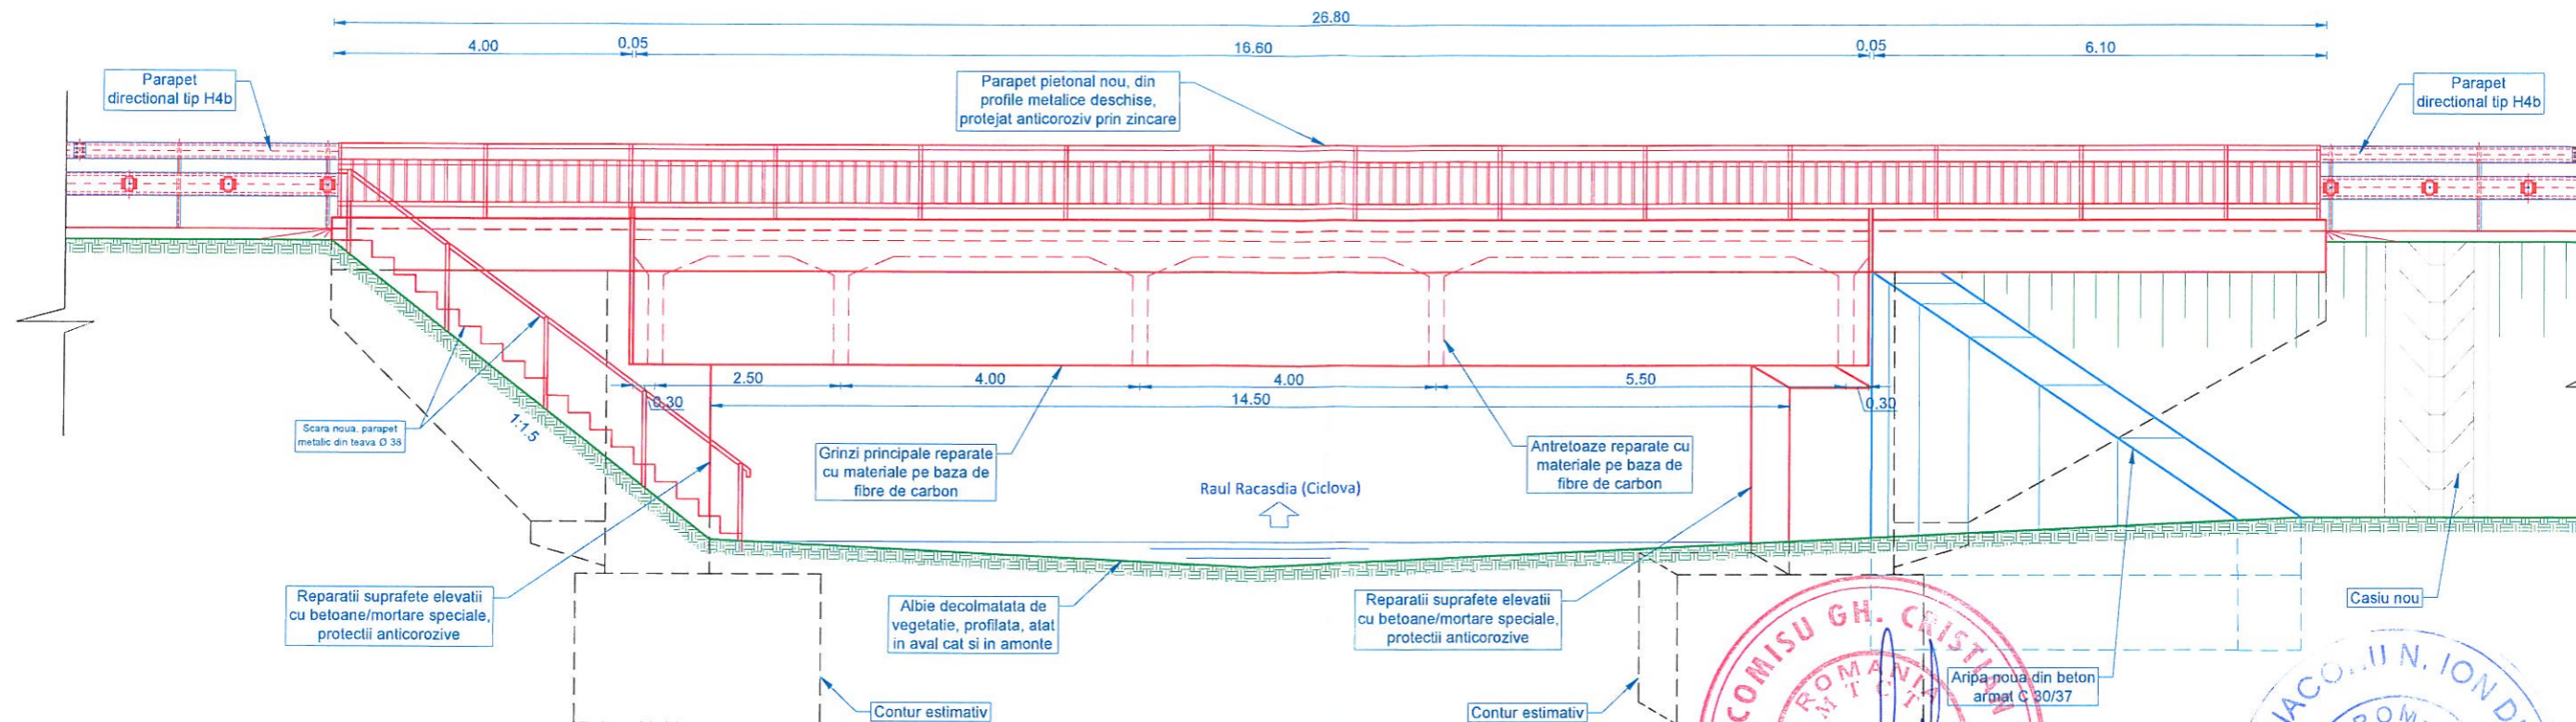 26.80
4.00
0.05
16.60
0.05
6.10
Parapet
directional tip H4b
Parapet pietonal nou, din
profile metalice deschise,
protejat anticoroziv prin zincare
Parapet
directional tip H4b
2.50
4.00
4.00
5.50
0.30
14.50
0.30
Scara noua, parapet
metalic din teava Ø 38
1:1.5
Grinzi principale reparate
cu materiale pe baza de
fibre de carbon
Raul Racasdia (Ciclova)
Antretoaze reparate cu
materiale pe baza de
fibre de carbon
Reparatii suprafete elevatii
cu betoane/mortare speciale,
protectii anticorozive
Albie decolmatata de
vegetatie, profilata, atat
in aval cat si in amonte
Reparatii suprafete elevatii
cu betoane/mortare speciale,
protectii anticorozive
Casiu nou
Aripa noua din beton
armat C 30/37
Contur estimativ
Contur estimativ
COMISU GH. CRISTIAN
ROMANIA
M T C T
N. ION